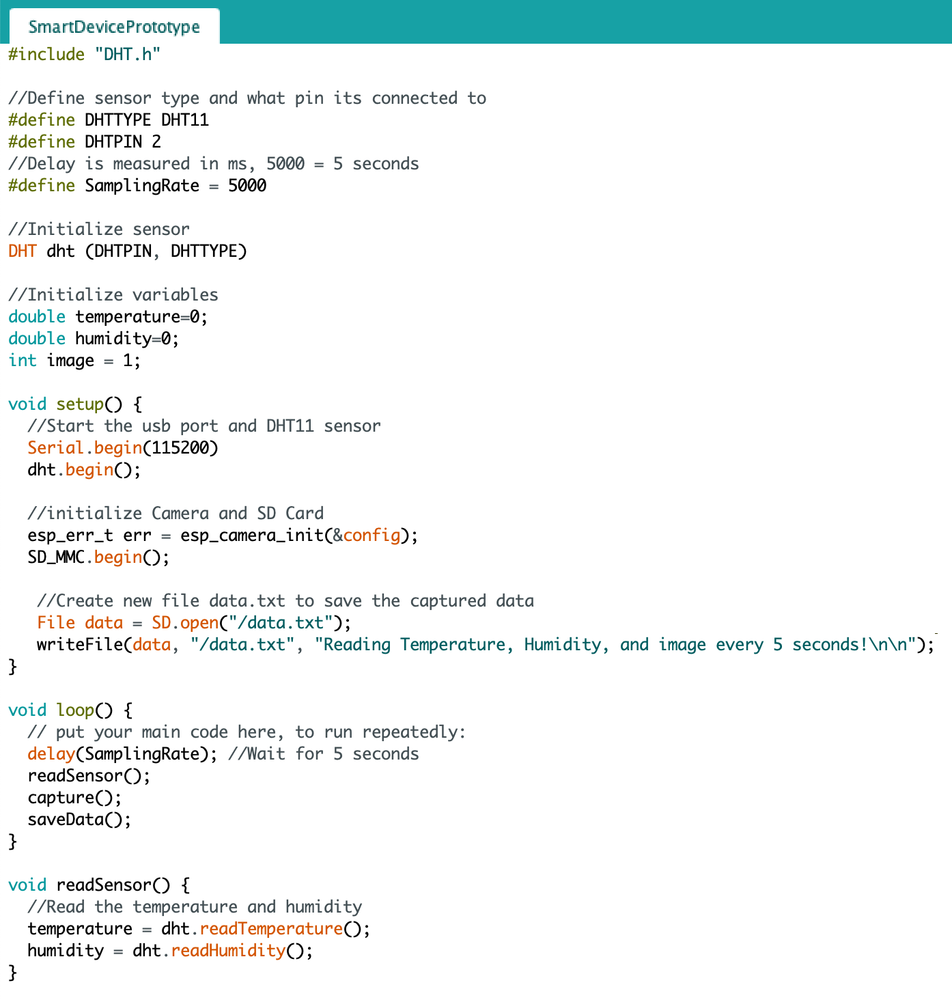 SmartDevicePrototype
#include "DHT.h"
//Define sensor type and what pin its connected to
#define DHTTYPE DHT11
#define DHTPIN 2
//Delay is measured in ms, 5000 = 5 seconds
#define SamplingRate = 5000
//Initialize sensor
DHT dht (DHTPIN, DHTTYPE)
//Initialize variables
double temperature=0;
double humidity=0;
int image = 1;
void setup() {
//Start the usb port and DHT11 sensor
Serial.begin(115200)
dht.begin();
//initialize Camera and SD Card
esp_err_t err = esp_camera_init(&config);
SD_MMC.begin();
//Create new file data.txt to save the captured data
File data = SD.open("/data.txt");
writeFile(data, "/data.txt", "Reading Temperature, Humidity, and image every 5 seconds!\n\n");
}
void loop() {
// put your main code here, to run repeatedly:
delay(SamplingRate); //Wait for 5 seconds
readSensor();
capture();
saveData();
}
void readSensor() {
//Read the temperature and humidity
temperature = dht.readTemperature();
humidity = dht.readHumidity();
}